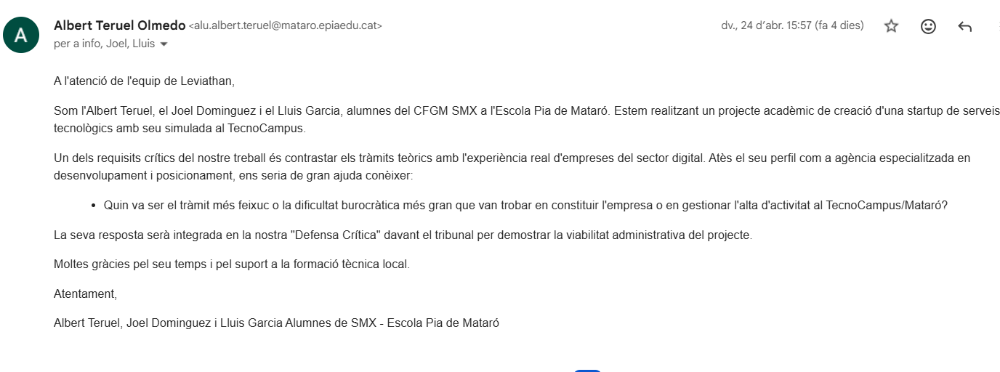 A
Albert Teruel Olmedo <alu.albert.teruel@mataro.epiaedu.cat>
dv., 24 d’abr. 15:57 (fa 4 dies)
per a info, Joel, Lluis
A l'atenció de l'equip de Leviathan,
Som l'Albert Teruel, el Joel Dominguez i el Lluis Garcia, alumnes del CFGM SMX a l'Escola Pia de Mataró. Estem realitzant un projecte acadèmic de creació d'una startup de serveis
tecnològics amb seu simulada al TecnoCampus.
Un dels requisits crítics del nostre treball és contrastar els tràmits teòrics amb l'experiència real d'empreses del sector digital. Atès el seu perfil com a agència especialitzada en
desenvolupament i posicionament, ens seria de gran ajuda conèixer:
• Quin va ser el tràmit més feixuc o la dificultat burocràtica més gran que van trobar en constituir l'empresa o en gestionar l'alta d'activitat al TecnoCampus/Mataró?
La seva resposta serà integrada en la nostra "Defensa Crítica" davant el tribunal per demostrar la viabilitat administrativa del projecte.
Moltes gràcies pel seu temps i pel suport a la formació tècnica local.
Atentament,
Albert Teruel, Joel Dominguez i Lluis Garcia Alumnes de SMX - Escola Pia de Mataró